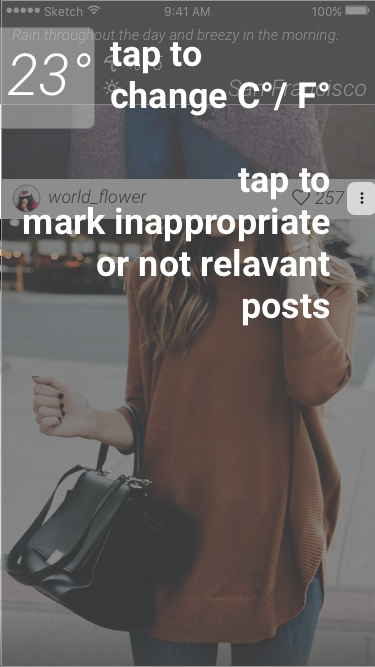 Sketch 9:41 AM 100%
Rain throughout the day and breezy in the morning.
23°
tap to
change C°/ F°
San Francisco
tap to
world_flower 257
mark inappropriate
or not relavant
posts